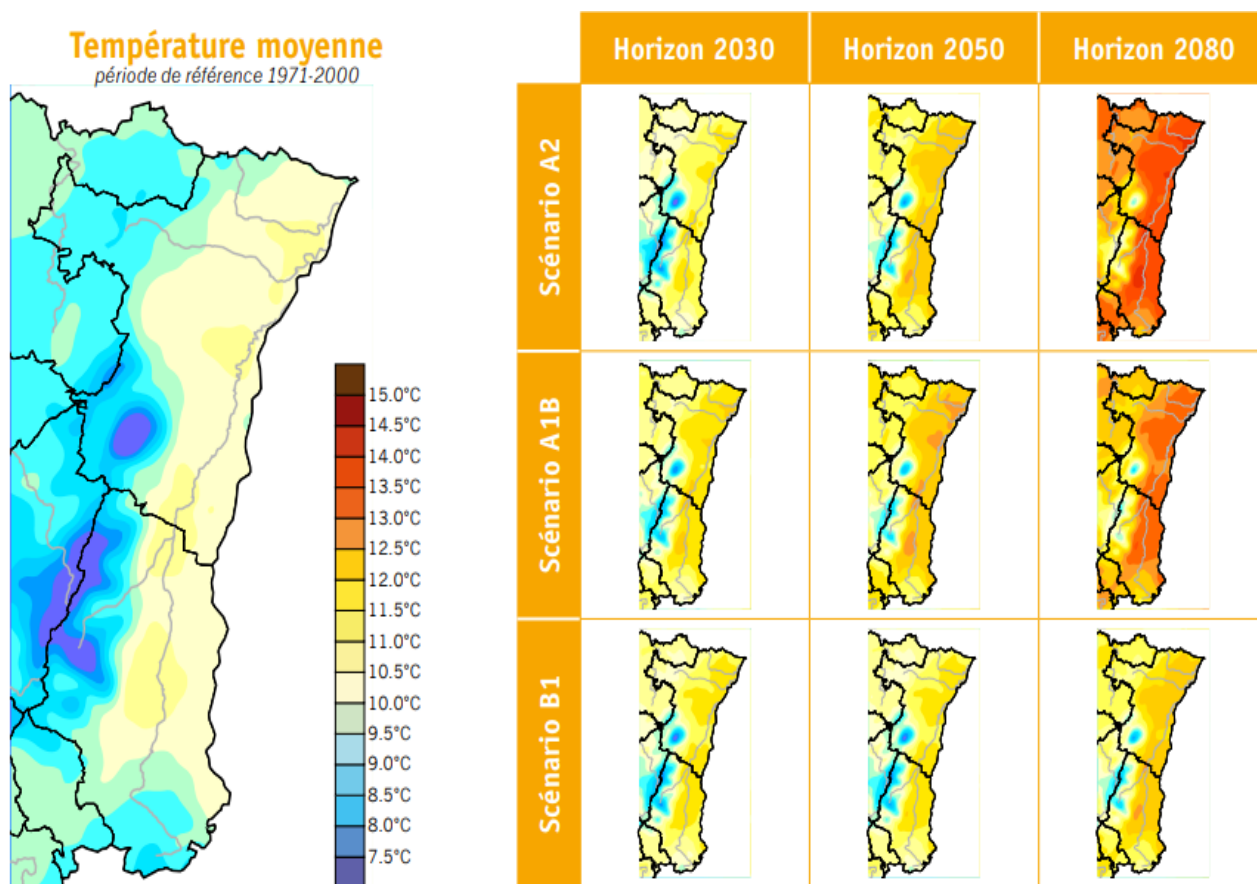 Température moyenne
période de référence 1971-2000
15.0°C
14.5°C
14.0°C
13.5°C
13.0°C
12.5°C
12.0°C
11.5°C
11.0°C
10.5°C
10.0°C
9.5°C
9.0°C
8.5°C
8.0°C
7.5°C
Horizon 2030
Horizon 2050
Horizon 2080
Scénario A2
Scénario A1B
Scénario B1